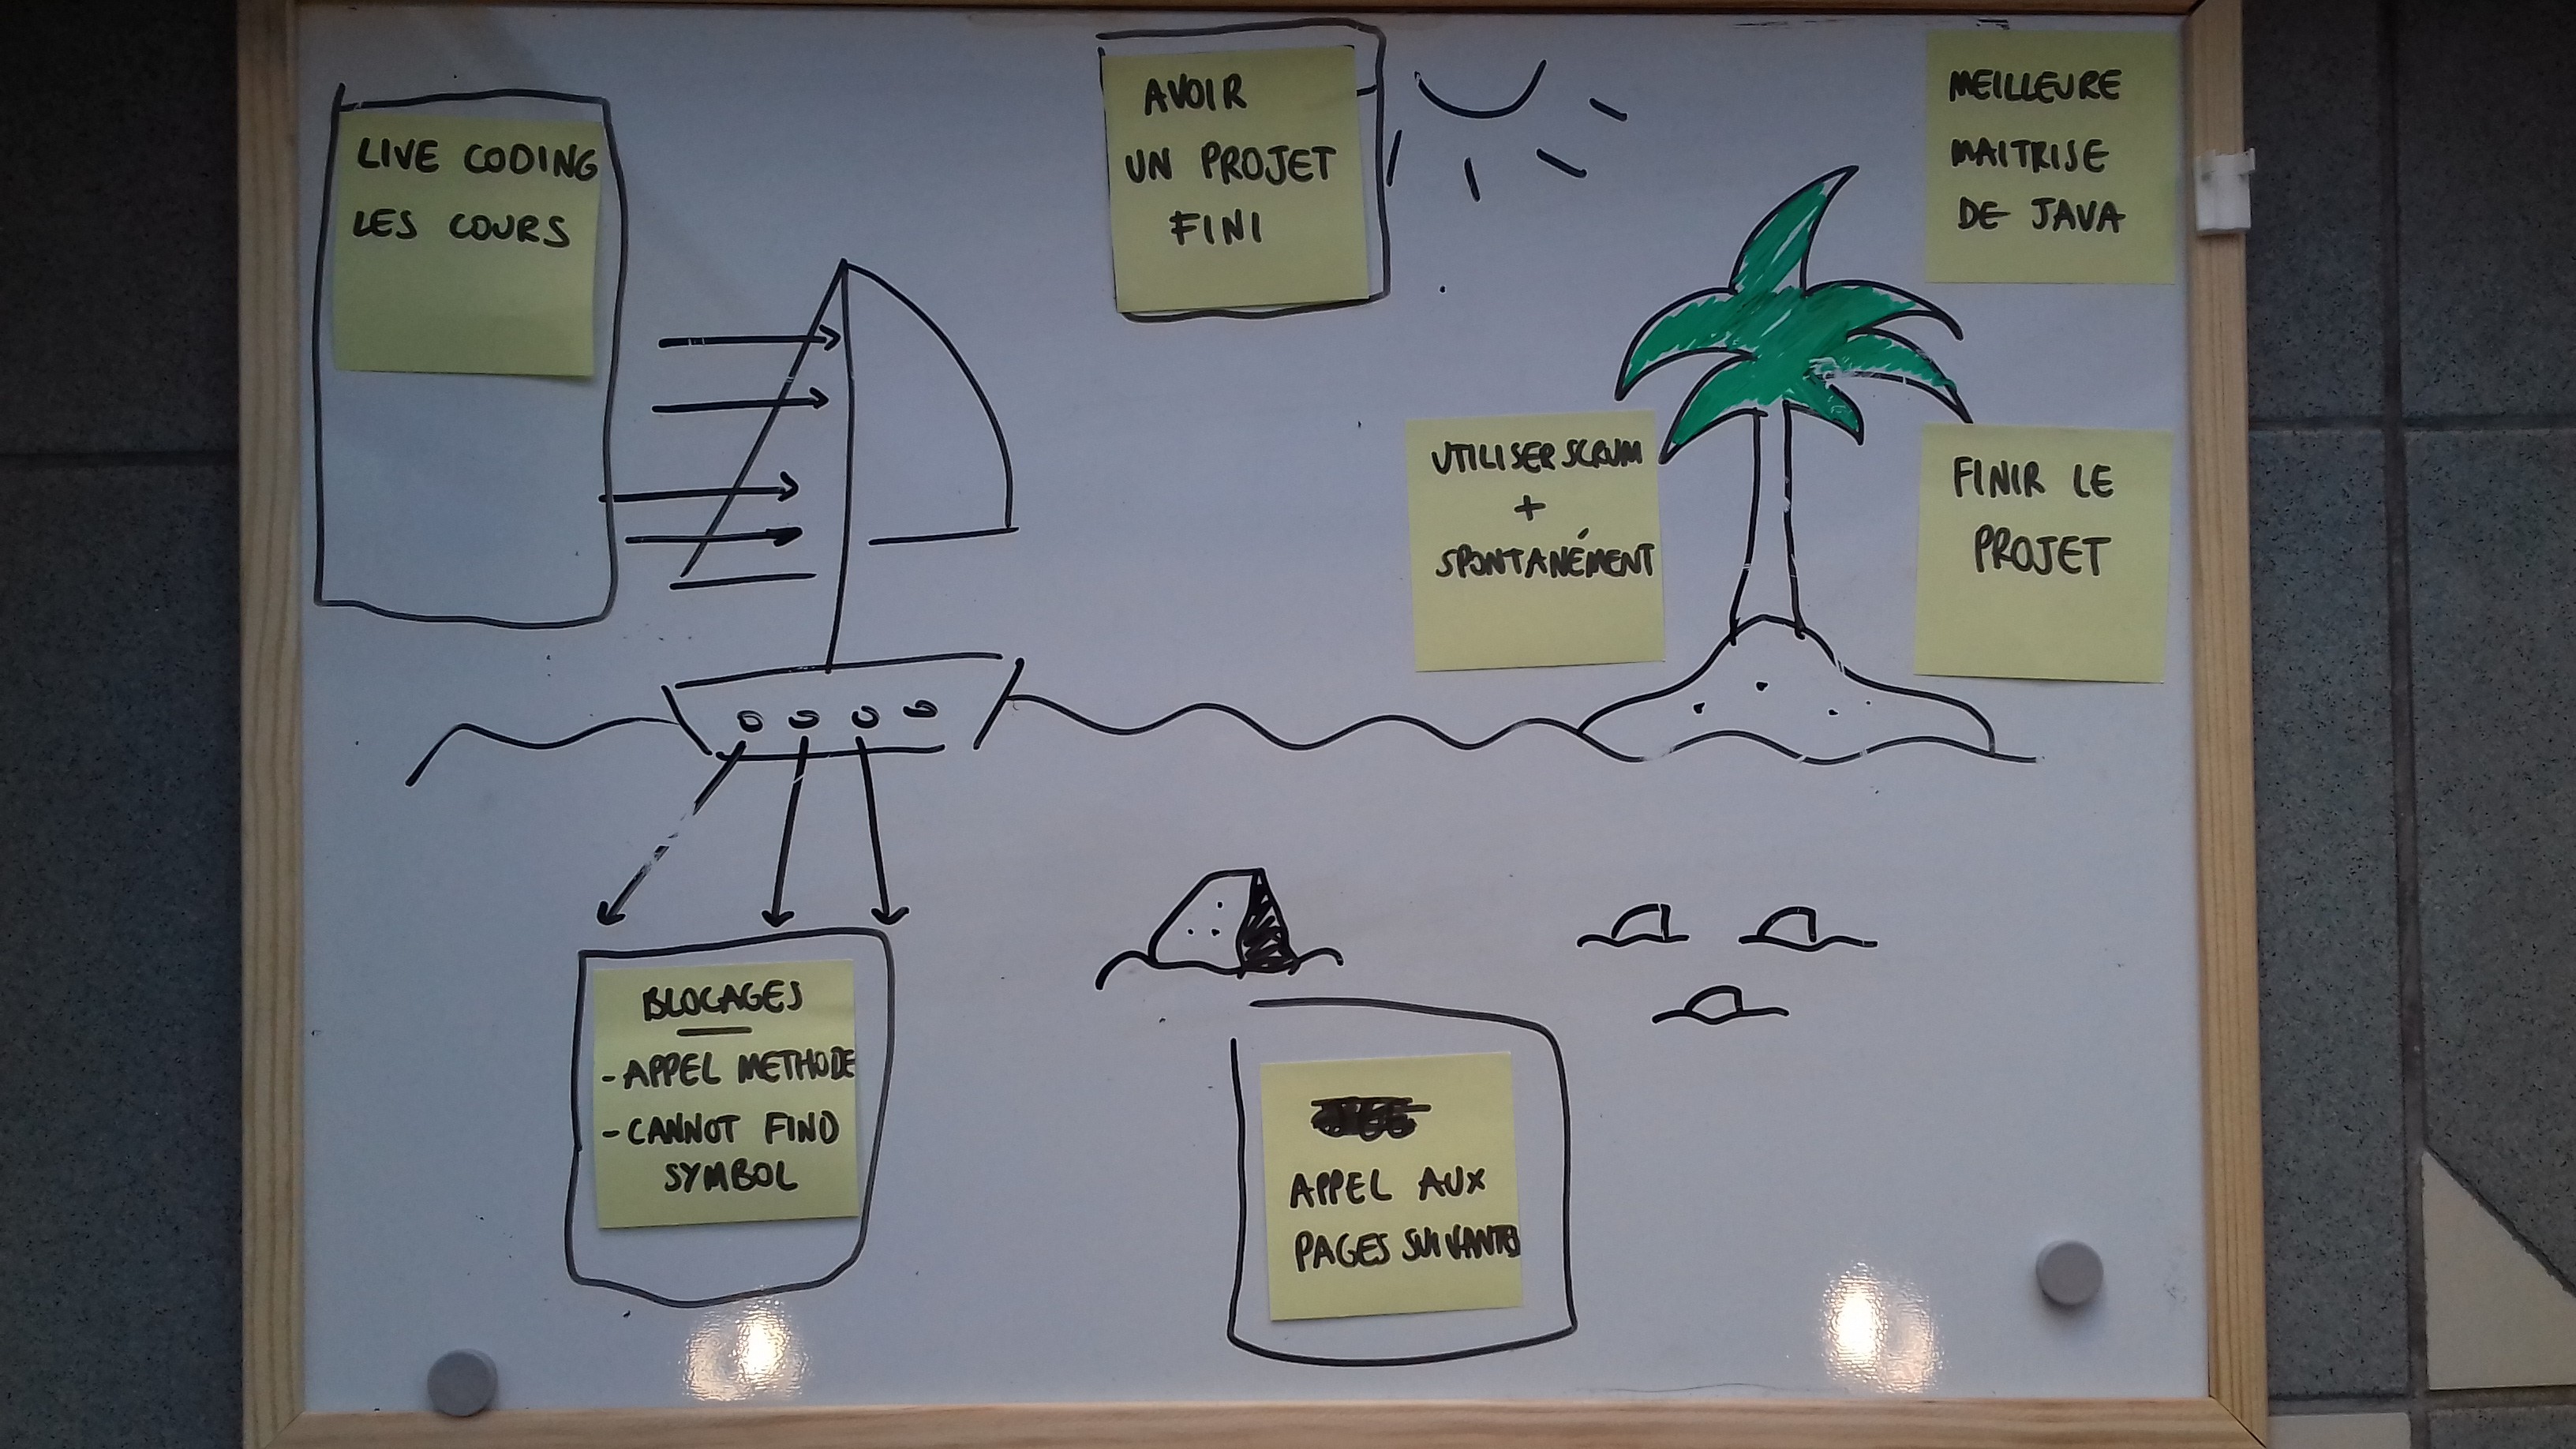 LIVE CODING
LES COURS
AVOIR
UN PROJET
FINI
MEILLEURE
MAITRISE
DE JAVA
UTILISER SCRUM
+
SPONTANÉMENT
FINIR LE
PROJET
BLOCAGES
- APPEL METHODE
- CANNOT FIND
SYMBOL
APPEL AUX
PAGES SUIVANTES